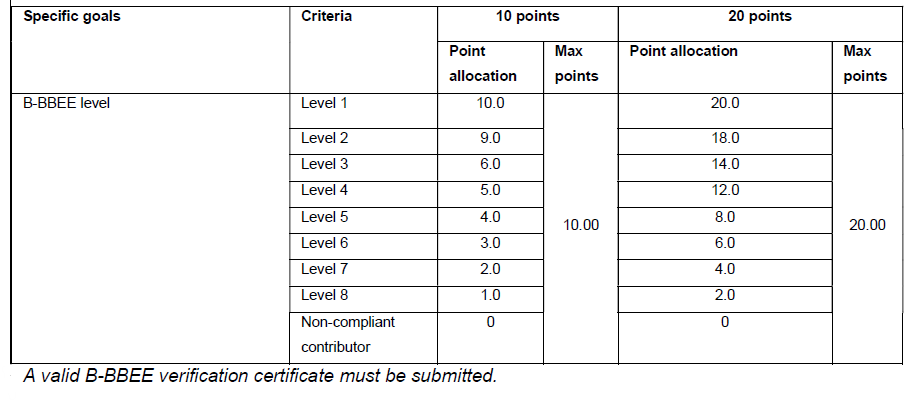 Specific goals Criteria 10 points 20 points
Point allocation Max points Point allocation Max points
B-BBEE level Level 1 10.0 10.00 20.0 20.00
Level 2 9.0 18.0
Level 3 6.0 14.0
Level 4 5.0 12.0
Level 5 4.0 8.0
Level 6 3.0 6.0
Level 7 2.0 4.0
Level 8 1.0 2.0
Non-compliant contributor 0 0
A valid B-BBEE verification certificate must be submitted.